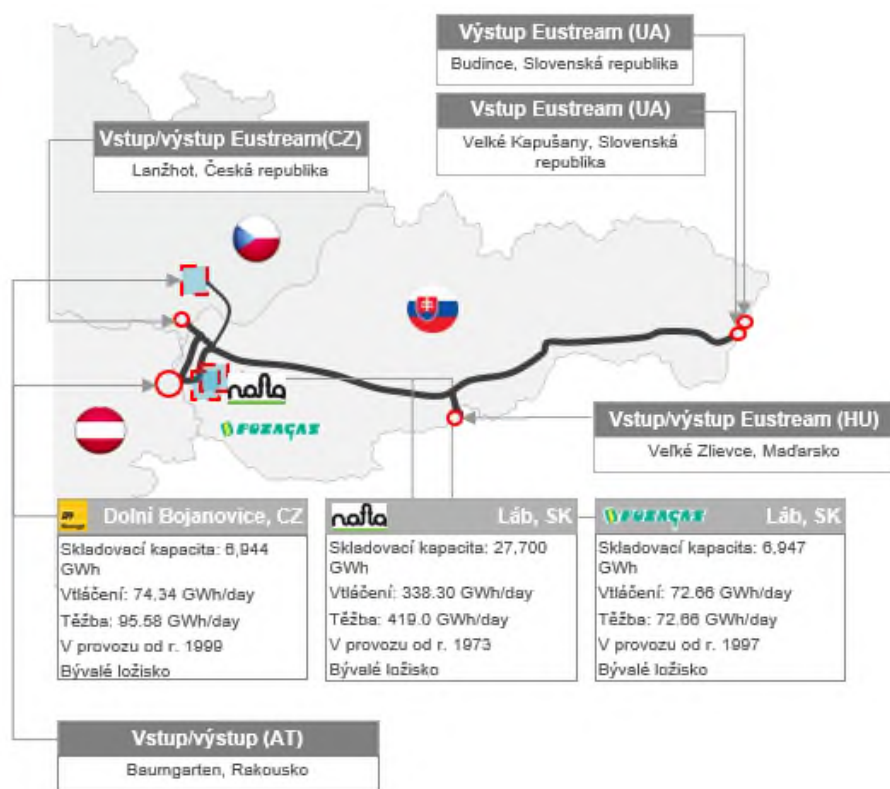 Výstup Eustream (UA)
Budince, Slovenská republika
Vstup Eustream (UA)
Velké Kapušany, Slovenská
republika
Vstup/výstup Eustream(CZ)
Lanžhot, Česká republika
nafta
POZAGAS
Vstup/výstup Eustream (HU)
Veľké Zlievce, Maďarsko
Dolní Bojanovice, CZ
Skladovací kapacita: 6,944
GWh
Vtláčení: 74.34 GWh/day
Těžba: 95.58 GWh/day
V provozu od r. 1999
Bývalé ložisko
nafta Láb, SK
Skladovací kapacita: 27,700
GWh
Vtláčení: 338.30 GWh/day
Těžba: 419.0 GWh/day
V provozu od r. 1973
Bývalé ložisko
POZAGAS Láb, SK
Skladovací kapacita: 6,947
GWh
Vtláčení: 72.66 GWh/day
Těžba: 72.66 GWh/day
V provozu od r. 1997
Bývalé ložisko
Vstup/výstup (AT)
Baumgarten, Rakousko